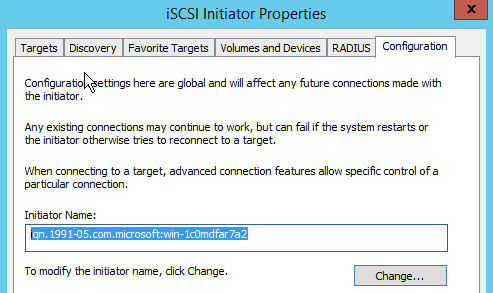 iSCSI Initiator Properties
x
Targets Discovery Favorite Targets Volumes and Devices RADIUS Configuration
Configuration settings here are global and will affect any future connections made with
the initiator.
Any existing connections may continue to work, but can fail if the system restarts or
the initiator otherwise tries to reconnect to a target.
When connecting to a target, advanced connection features allow specific control of a
particular connection.
Initiator Name:
iqn.1991-05.com.microsoft:win-1c0mdfar7a2
To modify the initiator name, click Change.
Change...